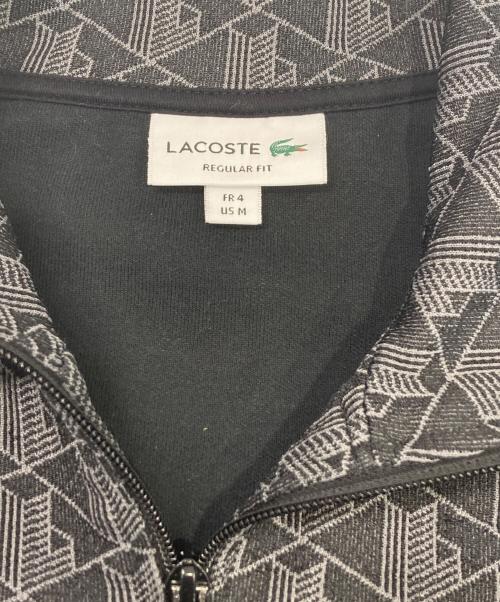 LACOSTE
REGULAR FIT
FR 4
US M